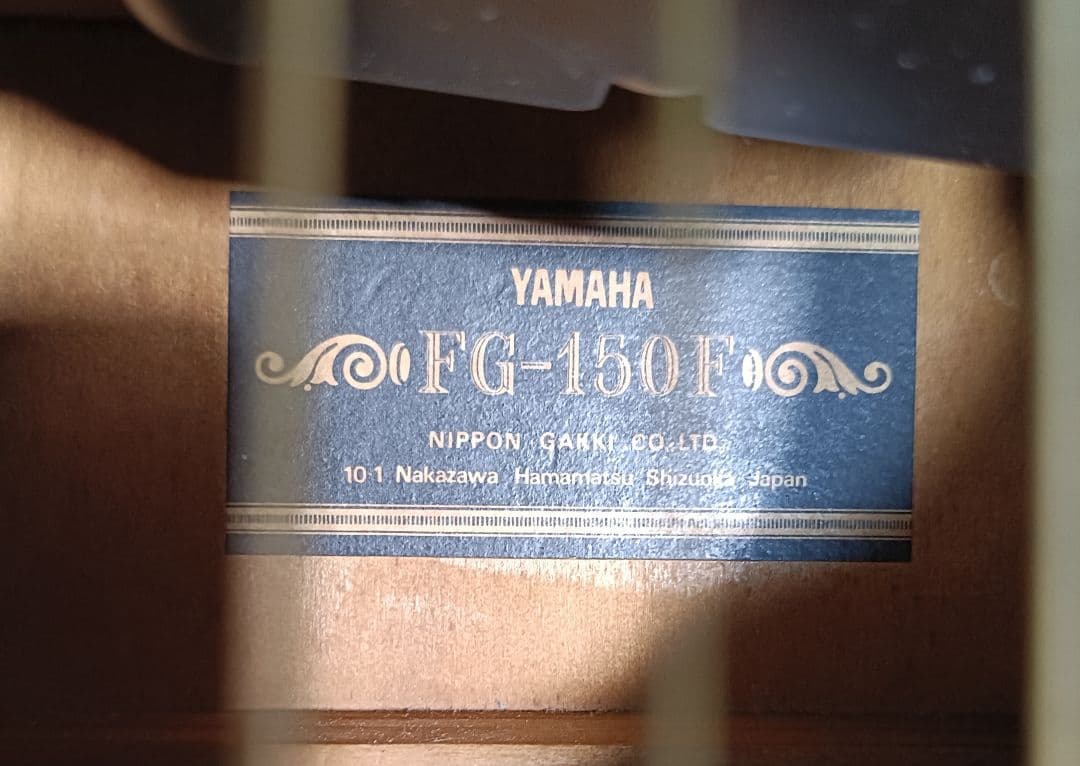 YAMAHA
FG-150F
NIPPON GAKKI CO.LTD.
10-1 Nakazawa Hamamatsu Shizuoka Japan